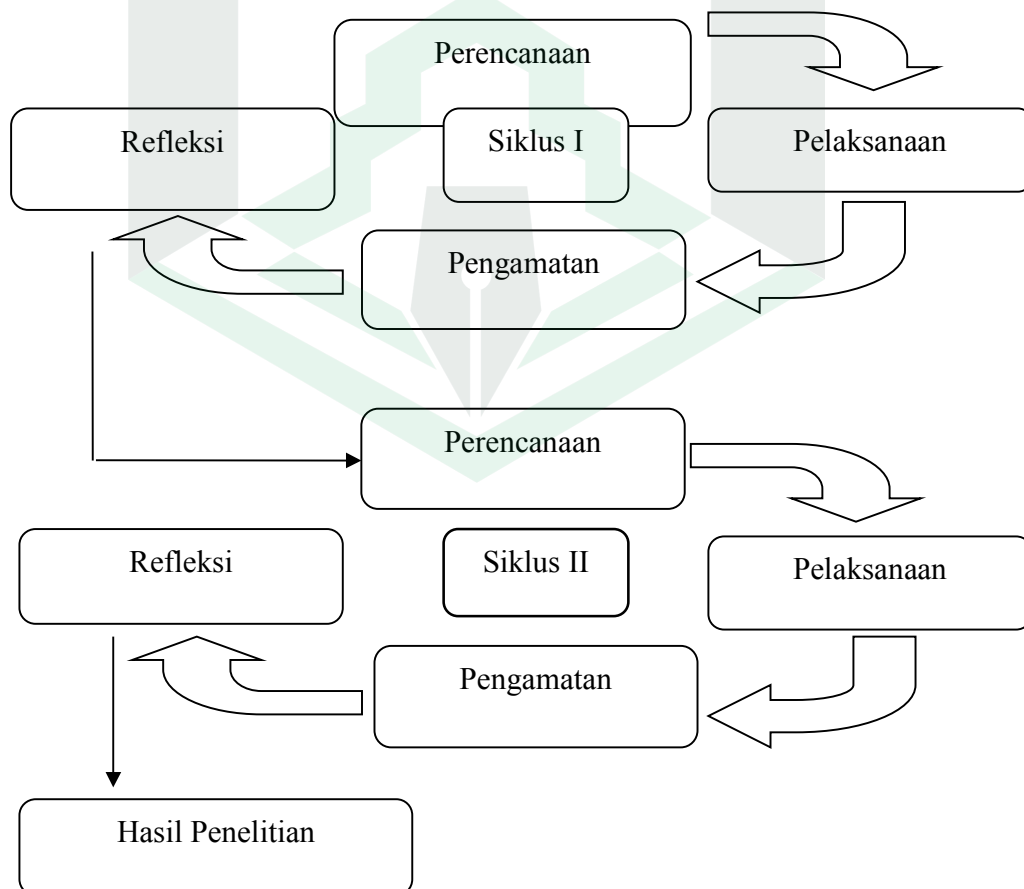 Perencanaan
Refleksi
Siklus I
Pelaksanaan
Pengamatan
Perencanaan
Refleksi
Siklus II
Pelaksanaan
Pengamatan
Hasil Penelitian